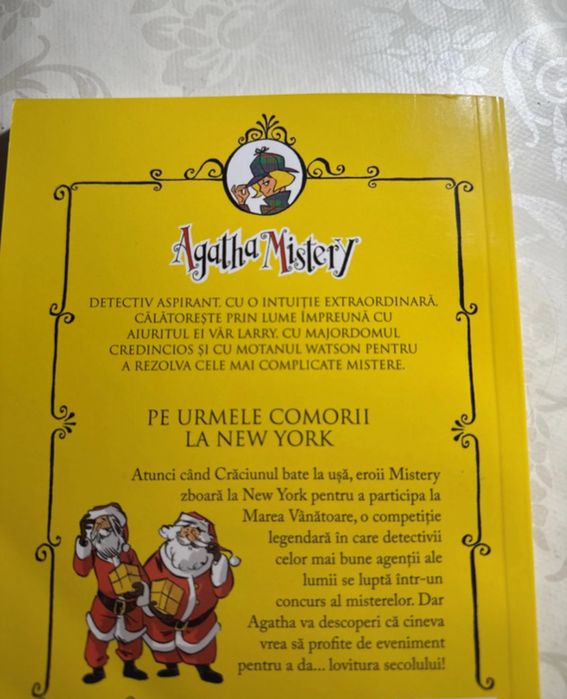 Agatha Mistery
DETECTIV ASPIRANT, CU O INTUIȚIE EXTRAORDINARĂ,
CĂLĂTOREȘTE PRIN LUME ÎMPREUNĂ CU
AIURITUL EI VĂR LARRY, CU MAJORDOMUL
CREDINCIOS ȘI CU MOTANUL WATSON PENTRU
A REZOLVA CELE MAI COMPLICATE MISTERE.
PE URMELE COMORII
LA NEW YORK
Atunci când Crăciunul bate la ușă, eroii Mistery
zboară la New York pentru a participa la
Marea Vânătoare, o competiție
legendară în care detectivii
celor mai bune agenții ale
lumii se luptă într-un
concurs al misterelor. Dar
Agatha va descoperi că cineva
vrea să profite de eveniment
pentru a da... lovitura secolului!